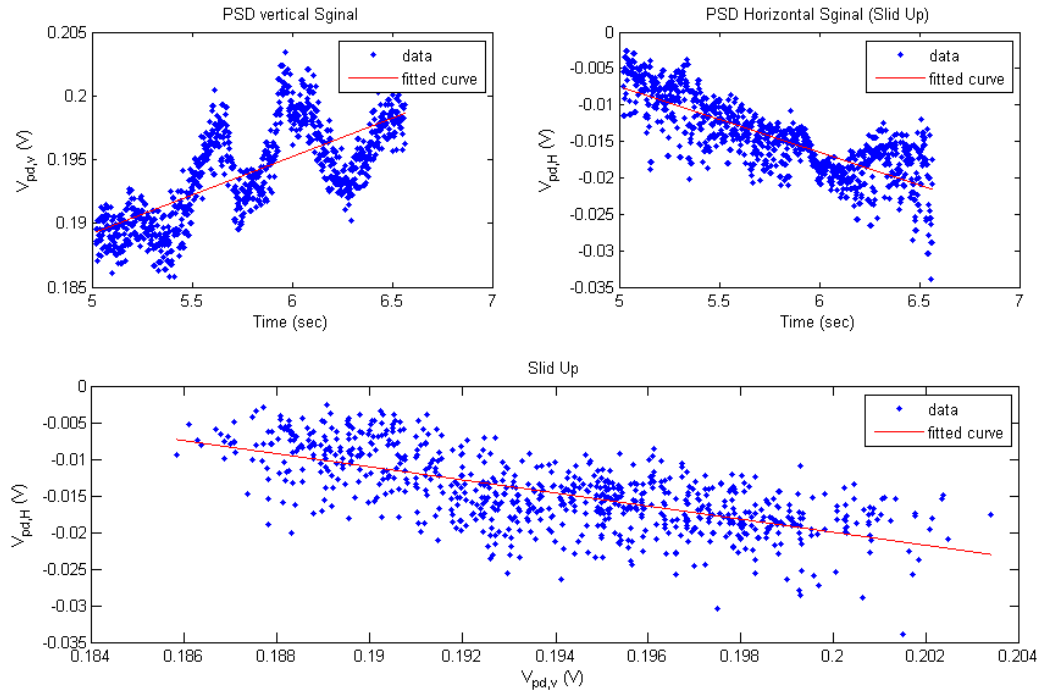 PSD vertical Sginal
0.205
0.2
0.195
0.19
0.185
V_pd,v (V)
5
5.5
6
6.5
7
Time (sec)
data
fitted curve
PSD Horizontal Sginal (Slid Up)
0
-0.005
-0.01
-0.015
-0.02
-0.025
-0.03
-0.035
V_pd,H (V)
5
5.5
6
6.5
7
Time (sec)
data
fitted curve
Slid Up
0
-0.005
-0.01
-0.015
-0.02
-0.025
-0.03
-0.035
V_pd,H (V)
0.184
0.186
0.188
0.19
0.192
0.194
0.196
0.198
0.2
0.202
0.204
V_pd,v (V)
data
fitted curve